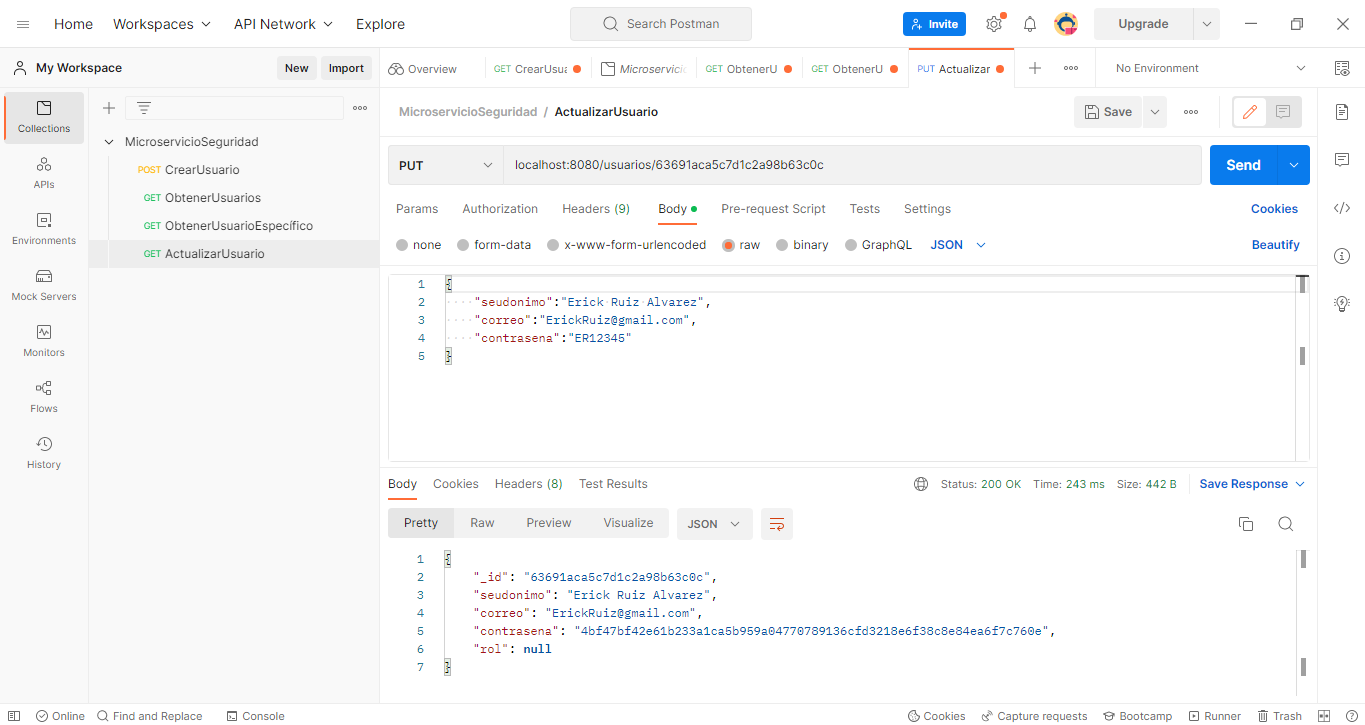 Home Workspaces API Network Explore Search Postman Invite Upgrade
My Workspace New Import Overview GET CrearUsua Microservici GET ObtenerU GET ObtenerU PUT Actualizar No Environment
MicroservicioSeguridad / ActualizarUsuario Save
Collections
APIs
Environments
Mock Servers
Monitors
Flows
History
MicroservicioSeguridad
POST CrearUsuario
GET ObtenerUsuarios
GET ObtenerUsuarioEspecífico
GET ActualizarUsuario
PUT localhost:8080/usuarios/63691aca5c7d1c2a98b63c0c Send
Params Authorization Headers (9) Body Pre-request Script Tests Settings Cookies
none form-data x-www-form-urlencoded raw binary GraphQL JSON Beautify
1 {
2 "seudonimo":"Erick Ruiz Alvarez",
3 "correo":"ErickRuiz@gmail.com",
4 "contrasena":"ER12345"
5 }
Body Cookies Headers (8) Test Results Status: 200 OK Time: 243 ms Size: 442 B Save Response
Pretty Raw Preview Visualize JSON
1 {
2 "_id": "63691aca5c7d1c2a98b63c0c",
3 "seudonimo": "Erick Ruiz Alvarez",
4 "correo": "ErickRuiz@gmail.com",
5 "contrasena": "4bf47bf42e61b233a1ca5b959a04770789136cfd3218e6f38c8e84ea6f7c760e",
6 "rol": null
7 }
Online Find and Replace Console Cookies Capture requests Bootcamp Runner Trash